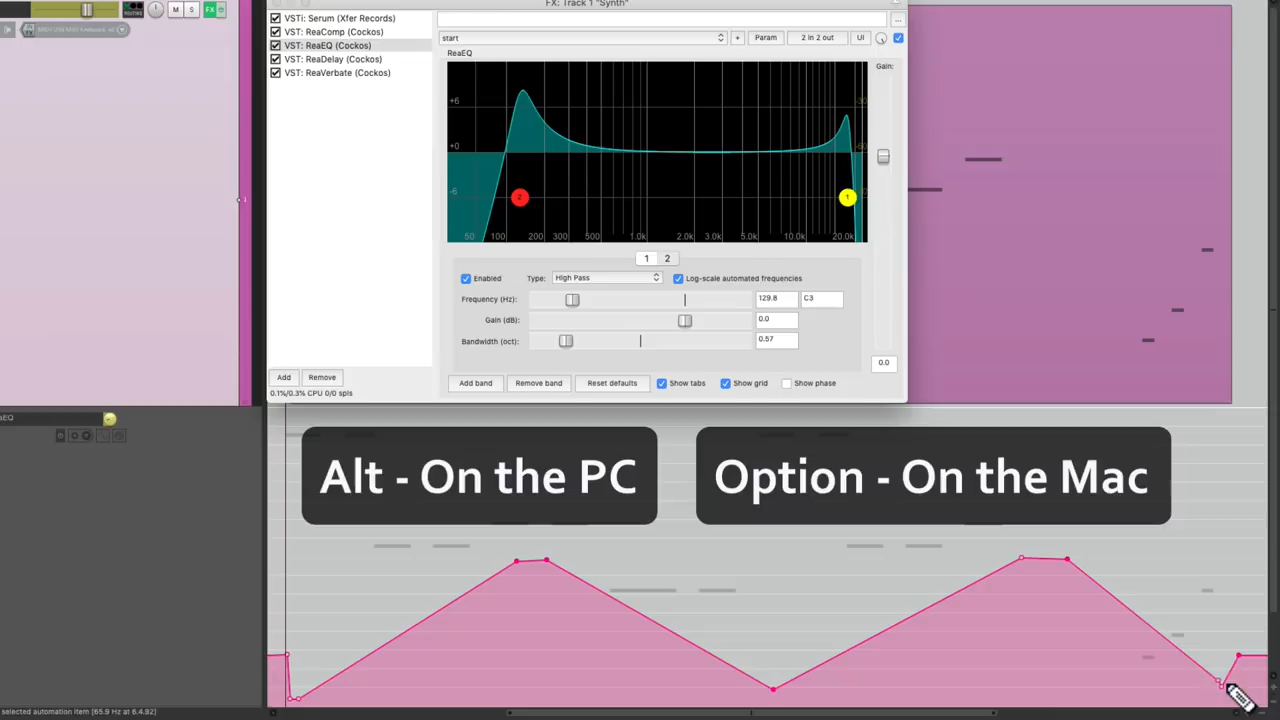 FX: Track 1 "Synth"
M S FX
VSTi: Serum (Xfer Records)
VST: ReaComp (Cockos)
VST: ReaEQ (Cockos)
VST: ReaDelay (Cockos)
VST: ReaVerbate (Cockos)
...
start + Param 2 in 2 out UI
ReaEQ
Gain:
+6 -30
+0 -60
-6
2 1
50 100 200 300 500 1.0k 2.0k 3.0k 5.0k 10.0k 20.0k
1 2
Enabled Type: High Pass Log-scale automated frequencies
Frequency (Hz): 129.8 C3
Gain (dB): 0.0
Bandwidth (oct): 0.57
0.0
Add Remove
Add band Remove band Reset defaults Show tabs Show grid Show phase
0.1%/0.3% CPU 0/0 spls
Alt - On the PC
Option - On the Mac
selected automation item [65.9 Hz at 6.4.92]